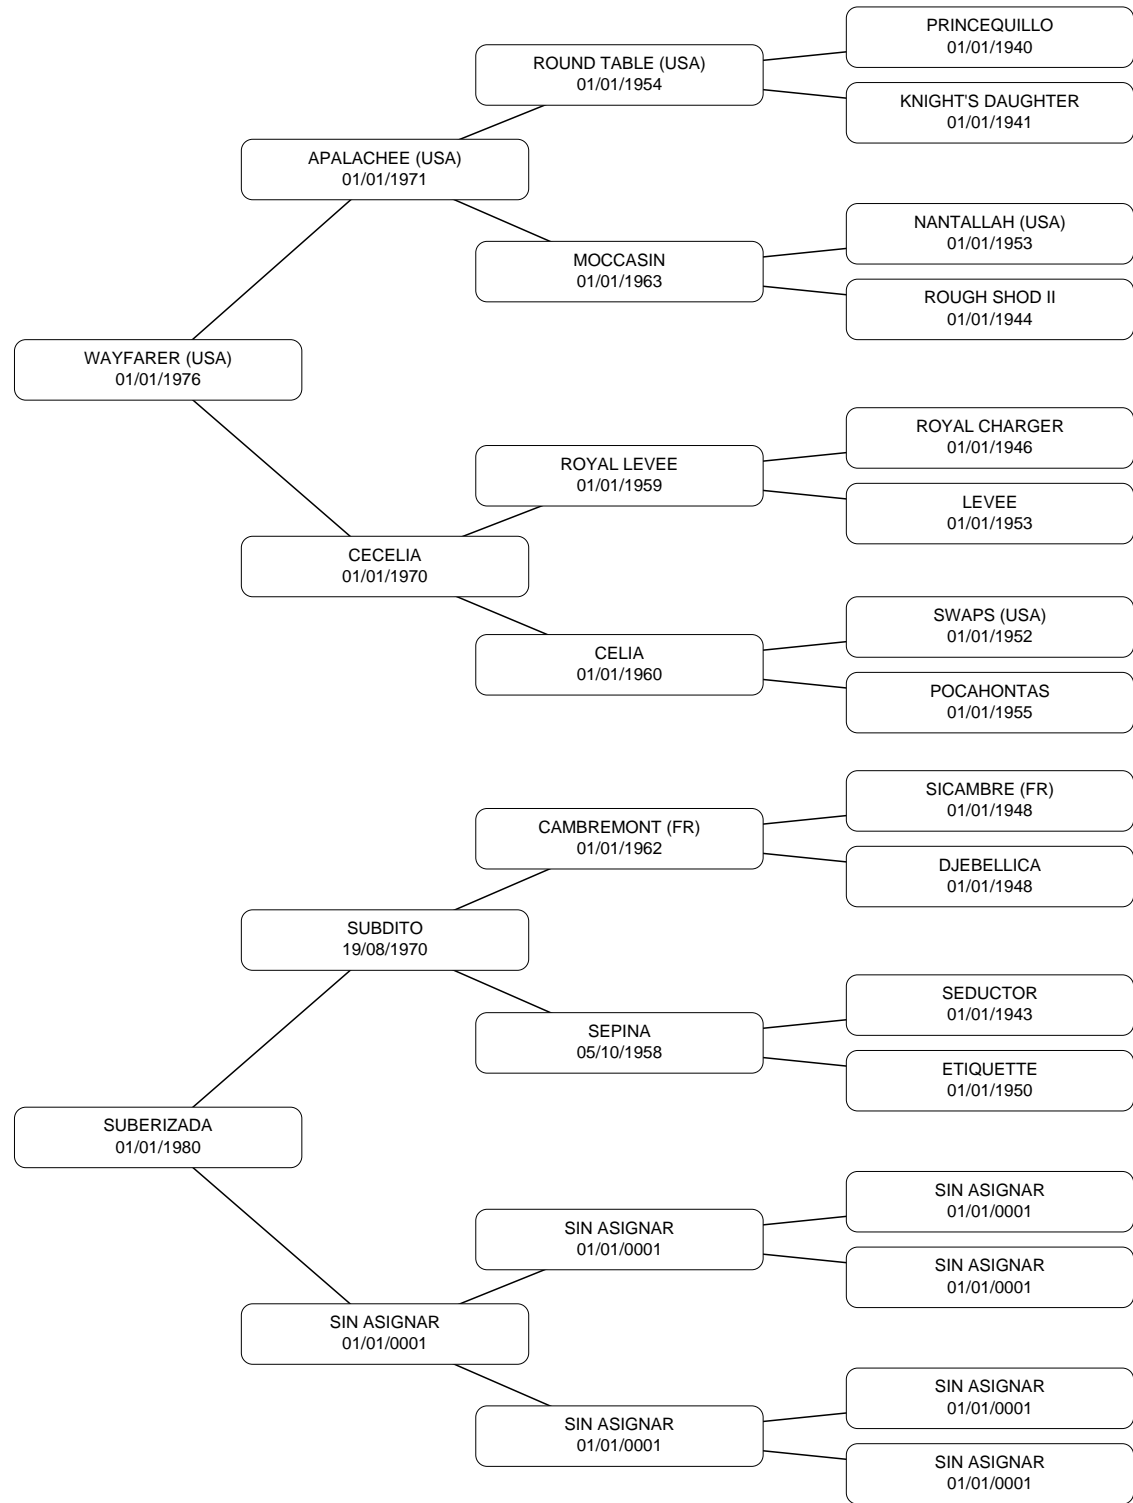 PRINCEQUILLO
01/01/1940
ROUND TABLE (USA)
01/01/1954
KNIGHT'S DAUGHTER
01/01/1941
APALACHEE (USA)
01/01/1971
NANTALLAH (USA)
01/01/1953
MOCCASIN
01/01/1963
ROUGH SHOD II
01/01/1944
WAYFARER (USA)
01/01/1976
ROYAL CHARGER
01/01/1946
ROYAL LEVEE
01/01/1959
LEVEE
01/01/1953
CECELIA
01/01/1970
SWAPS (USA)
01/01/1952
CELIA
01/01/1960
POCAHONTAS
01/01/1955
SICAMBRE (FR)
01/01/1948
CAMBREMONT (FR)
01/01/1962
DJEBELLICA
01/01/1948
SUBDITO
19/08/1970
SEDUCTOR
01/01/1943
SEPINA
05/10/1958
ETIQUETTE
01/01/1950
SUBERIZADA
01/01/1980
SIN ASIGNAR
01/01/0001
SIN ASIGNAR
01/01/0001
SIN ASIGNAR
01/01/0001
SIN ASIGNAR
01/01/0001
SIN ASIGNAR
01/01/0001
SIN ASIGNAR
01/01/0001
SIN ASIGNAR
01/01/0001